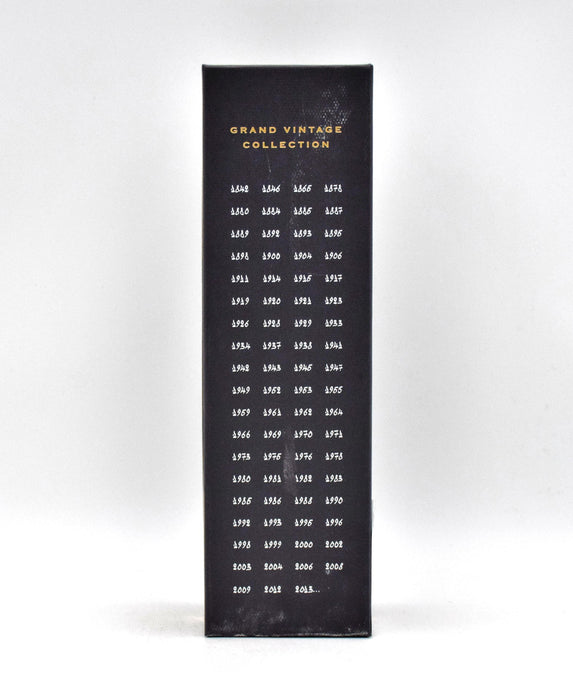 GRAND VINTAGE
COLLECTION
1842 1846 1865 1878
1880 1884 1885 1887
1889 1892 1893 1895
1898 1900 1904 1906
1911 1914 1915 1917
1919 1920 1921 1923
1926 1928 1929 1933
1934 1937 1938 1941
1942 1943 1945 1947
1949 1952 1953 1955
1959 1961 1962 1964
1966 1969 1970 1971
1973 1975 1976 1978
1980 1981 1982 1983
1985 1986 1988 1990
1992 1993 1995 1996
1998 1999 2000 2002
2003 2004 2006 2008
2009 2012 2013...